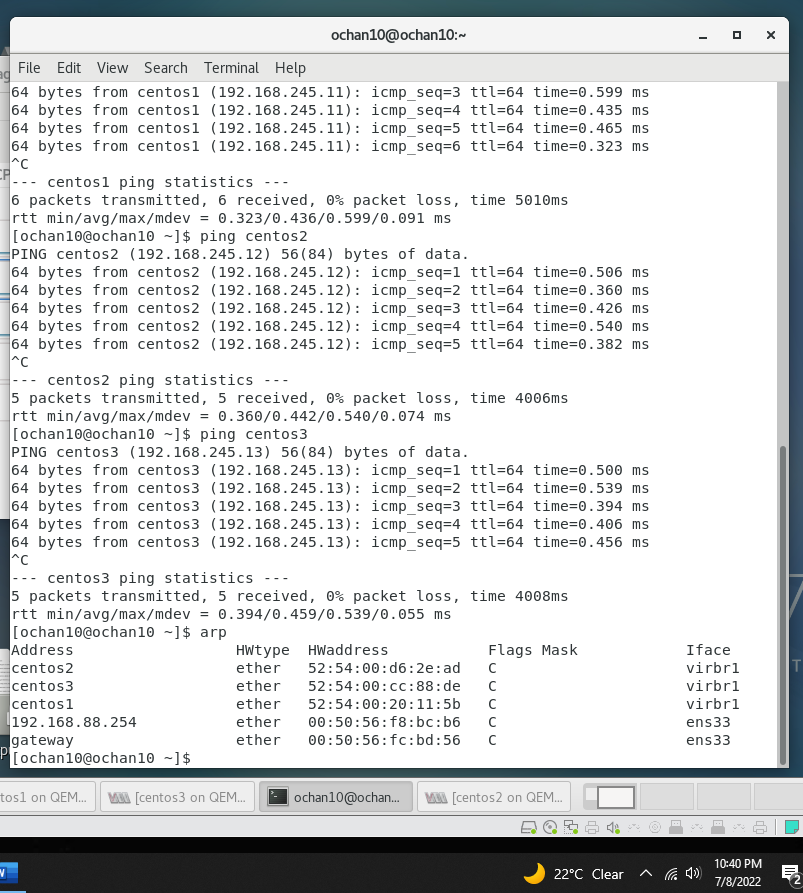 ochan10@ochan10:~
File Edit View Search Terminal Help
64 bytes from centos1 (192.168.245.11): icmp_seq=3 ttl=64 time=0.599 ms
64 bytes from centos1 (192.168.245.11): icmp_seq=4 ttl=64 time=0.435 ms
64 bytes from centos1 (192.168.245.11): icmp_seq=5 ttl=64 time=0.465 ms
64 bytes from centos1 (192.168.245.11): icmp_seq=6 ttl=64 time=0.323 ms
^C
--- centos1 ping statistics ---
6 packets transmitted, 6 received, 0% packet loss, time 5010ms
rtt min/avg/max/mdev = 0.323/0.436/0.599/0.091 ms
[ochan10@ochan10 ~]$ ping centos2
PING centos2 (192.168.245.12) 56(84) bytes of data.
64 bytes from centos2 (192.168.245.12): icmp_seq=1 ttl=64 time=0.506 ms
64 bytes from centos2 (192.168.245.12): icmp_seq=2 ttl=64 time=0.360 ms
64 bytes from centos2 (192.168.245.12): icmp_seq=3 ttl=64 time=0.426 ms
64 bytes from centos2 (192.168.245.12): icmp_seq=4 ttl=64 time=0.540 ms
64 bytes from centos2 (192.168.245.12): icmp_seq=5 ttl=64 time=0.382 ms
^C
--- centos2 ping statistics ---
5 packets transmitted, 5 received, 0% packet loss, time 4006ms
rtt min/avg/max/mdev = 0.360/0.442/0.540/0.074 ms
[ochan10@ochan10 ~]$ ping centos3
PING centos3 (192.168.245.13) 56(84) bytes of data.
64 bytes from centos3 (192.168.245.13): icmp_seq=1 ttl=64 time=0.500 ms
64 bytes from centos3 (192.168.245.13): icmp_seq=2 ttl=64 time=0.539 ms
64 bytes from centos3 (192.168.245.13): icmp_seq=3 ttl=64 time=0.394 ms
64 bytes from centos3 (192.168.245.13): icmp_seq=4 ttl=64 time=0.406 ms
64 bytes from centos3 (192.168.245.13): icmp_seq=5 ttl=64 time=0.456 ms
^C
--- centos3 ping statistics ---
5 packets transmitted, 5 received, 0% packet loss, time 4008ms
rtt min/avg/max/mdev = 0.394/0.459/0.539/0.055 ms
[ochan10@ochan10 ~]$ arp
Address HWtype HWaddress Flags Mask Iface
centos2 ether 52:54:00:d6:2e:ad C virbr1
centos3 ether 52:54:00:cc:88:de C virbr1
centos1 ether 52:54:00:20:11:5b C virbr1
192.168.88.254 ether 00:50:56:f8:bc:b6 C ens33
gateway ether 00:50:56:fc:bd:56 C ens33
[ochan10@ochan10 ~]$
tos1 on QEM... [centos3 on QEM... ochan10@ochan... [centos2 on QEM...
22°C Clear 10:40 PM
7/8/2022 2